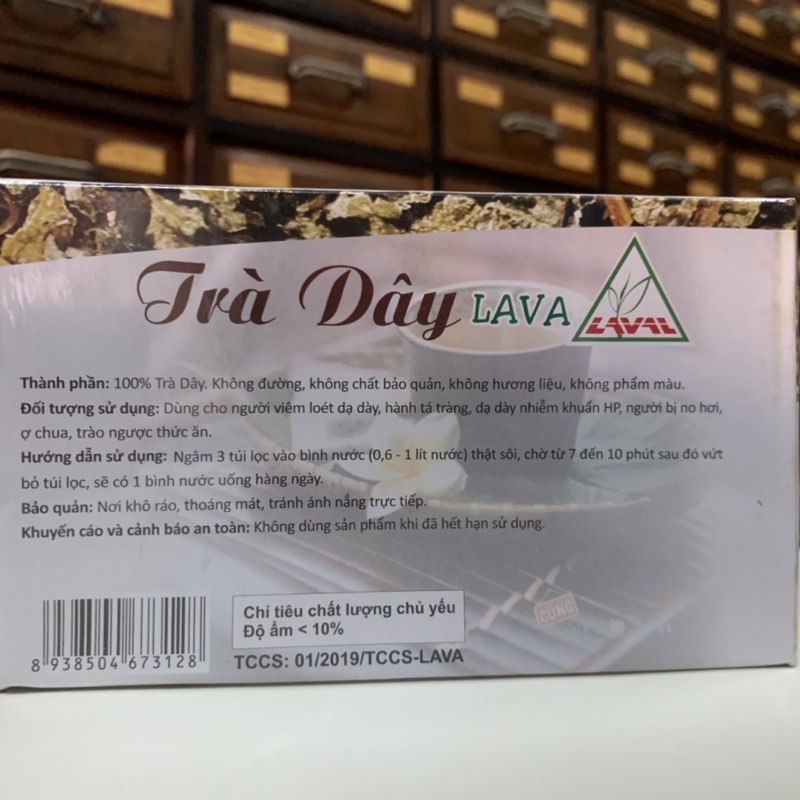 Trà Dây LAVA
LAVAL
Thành phần: 100% Trà Dây. Không đường, không chất bảo quản, không hương liệu, không phẩm màu.
Đối tượng sử dụng: Dùng cho người viêm loét dạ dày, hành tá tràng, dạ dày nhiễm khuẩn HP, người bị no hơi,
ợ chua, trào ngược thức ăn.
Hướng dẫn sử dụng: Ngâm 3 túi lọc vào bình nước (0,6 - 1 lít nước) thật sôi, chờ từ 7 đến 10 phút sau đó vứt
bỏ túi lọc, sẽ có 1 bình nước uống hàng ngày.
Bảo quản: Nơi khô ráo, thoáng mát, tránh ánh nắng trực tiếp.
Khuyến cáo và cảnh báo an toàn: Không dùng sản phẩm khi đã hết hạn sử dụng.
Chỉ tiêu chất lượng chủ yếu
Độ ẩm < 10%
TCCS: 01/2019/TCCS-LAVA
8 938504 673128
CÚNG